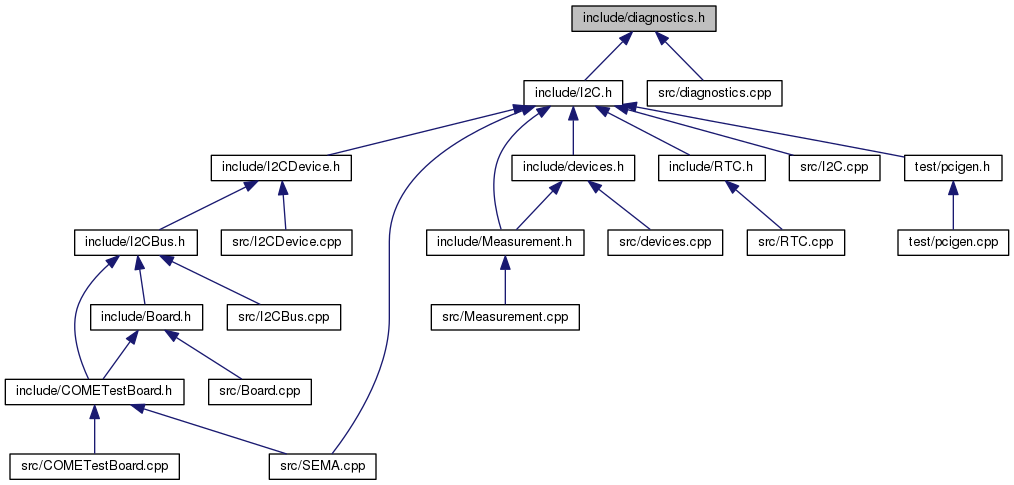 include/diagnostics.h
include/I2C.h
src/diagnostics.cpp
include/I2CDevice.h
include/devices.h
include/RTC.h
src/I2C.cpp
test/pcigen.h
include/I2CBus.h
src/I2CDevice.cpp
include/Measurement.h
src/devices.cpp
src/RTC.cpp
test/pcigen.cpp
include/Board.h
src/I2CBus.cpp
src/Measurement.cpp
include/COMETestBoard.h
src/Board.cpp
src/COMETestBoard.cpp
src/SEMA.cpp